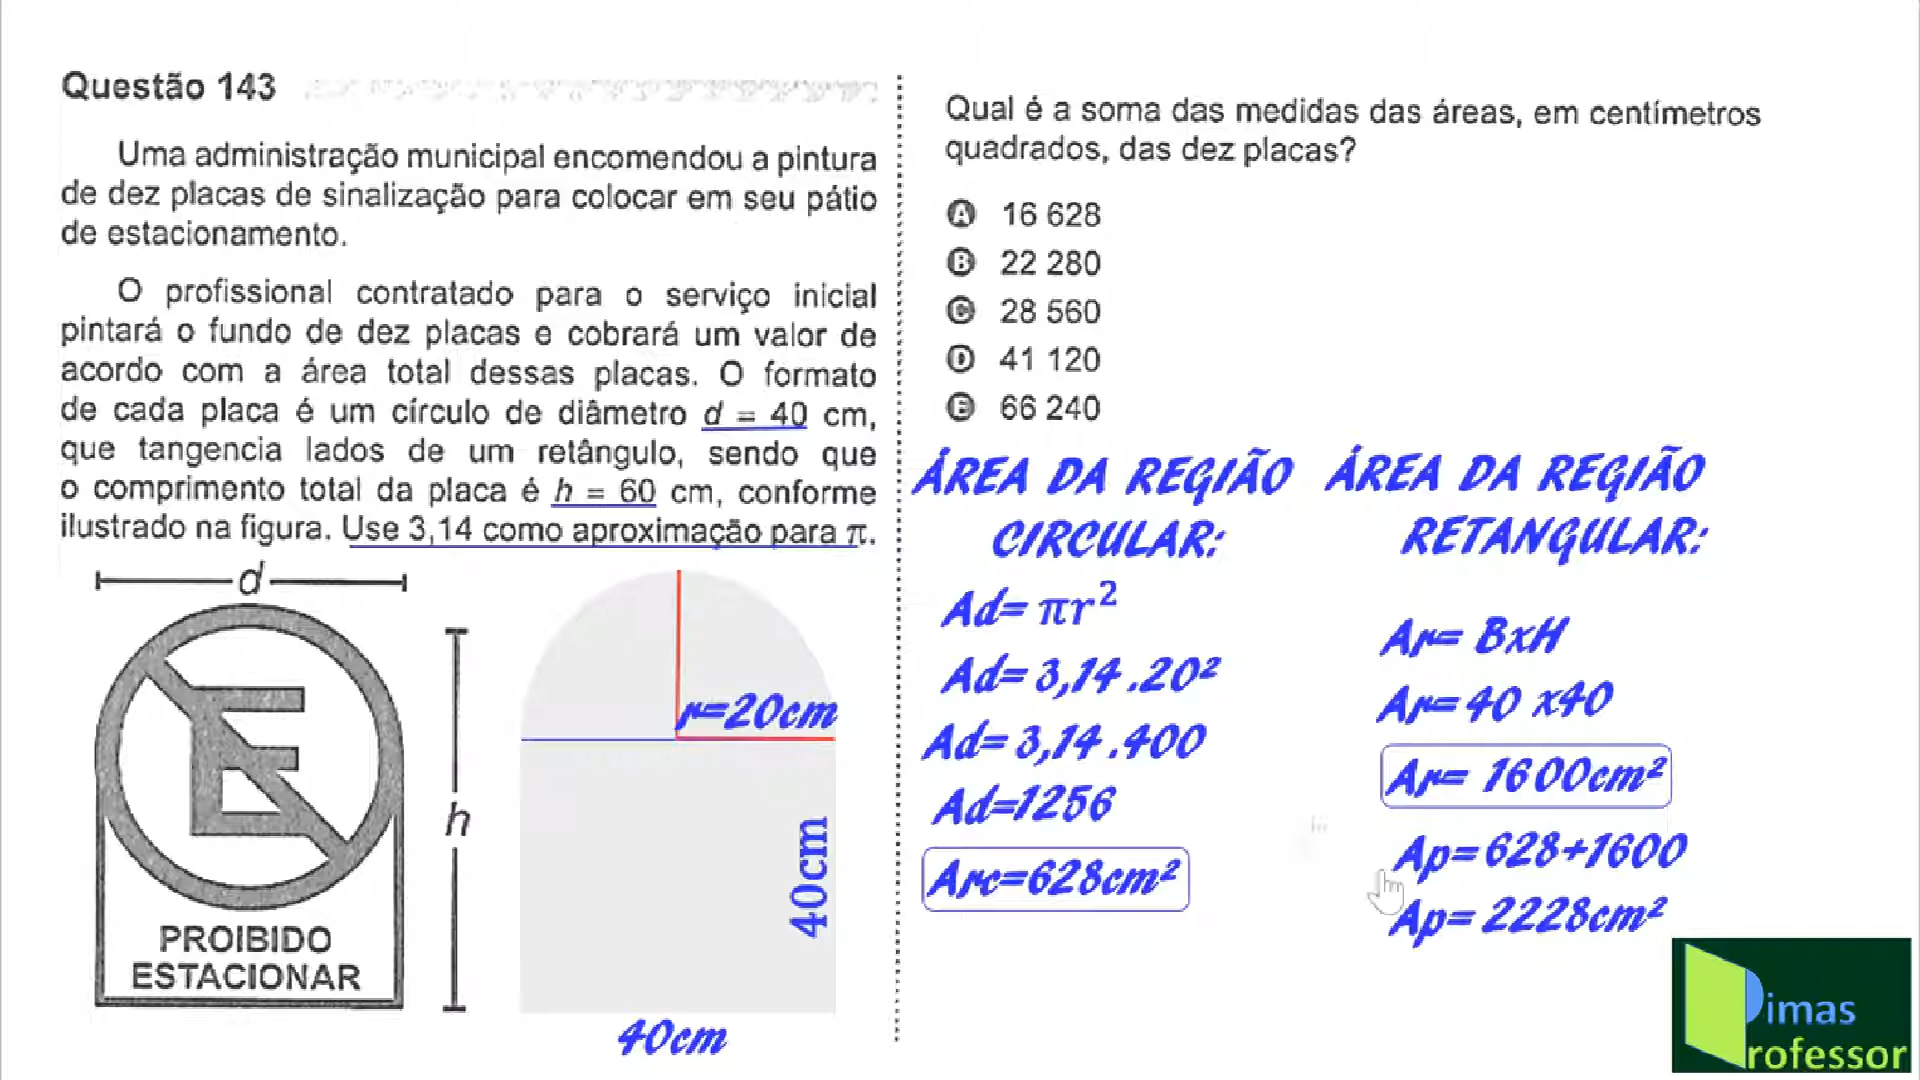 Questão 143
Uma administração municipal encomendou a pintura
de dez placas de sinalização para colocar em seu pátio
de estacionamento.
O profissional contratado para o serviço inicial
pintará o fundo de dez placas e cobrará um valor de
acordo com a área total dessas placas. O formato
de cada placa é um círculo de diâmetro d = 40 cm,
que tangencia lados de um retângulo, sendo que
o comprimento total da placa é h = 60 cm, conforme
ilustrado na figura. Use 3,14 como aproximação para π.
d
E
h
PROIBIDO
ESTACIONAR
r=20cm
40cm
40cm
Qual é a soma das medidas das áreas, em centímetros
quadrados, das dez placas?
A 16 628
B 22 280
C 28 560
D 41 120
E 66 240
ÁREA DA REGIÃO
CIRCULAR:
Ad= πr²
Ad= 3,14 .20²
Ad= 3,14 .400
Ad=1256
Arc=628cm²
ÁREA DA REGIÃO
RETANGULAR:
Ar= BxH
Ar= 40 x40
Ar= 1600cm²
Ap= 628+1600
Ap= 2228cm²
Dimas
Professor